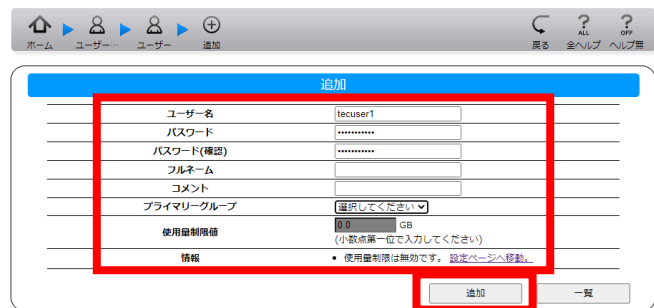 ホーム ユーザー… ユーザー 追加 戻る ALL 全ヘルプ OFF ヘルプ無
追加
ユーザー名 tecuser1
パスワード •••••••••••
パスワード(確認) •••••••••••
フルネーム
コメント
プライマリーグループ 選択してください
使用量制限値 0.0 GB
(小数点第一位で入力してください)
情報 • 使用量制限は無効です。 設定ページへ移動。
追加 一覧